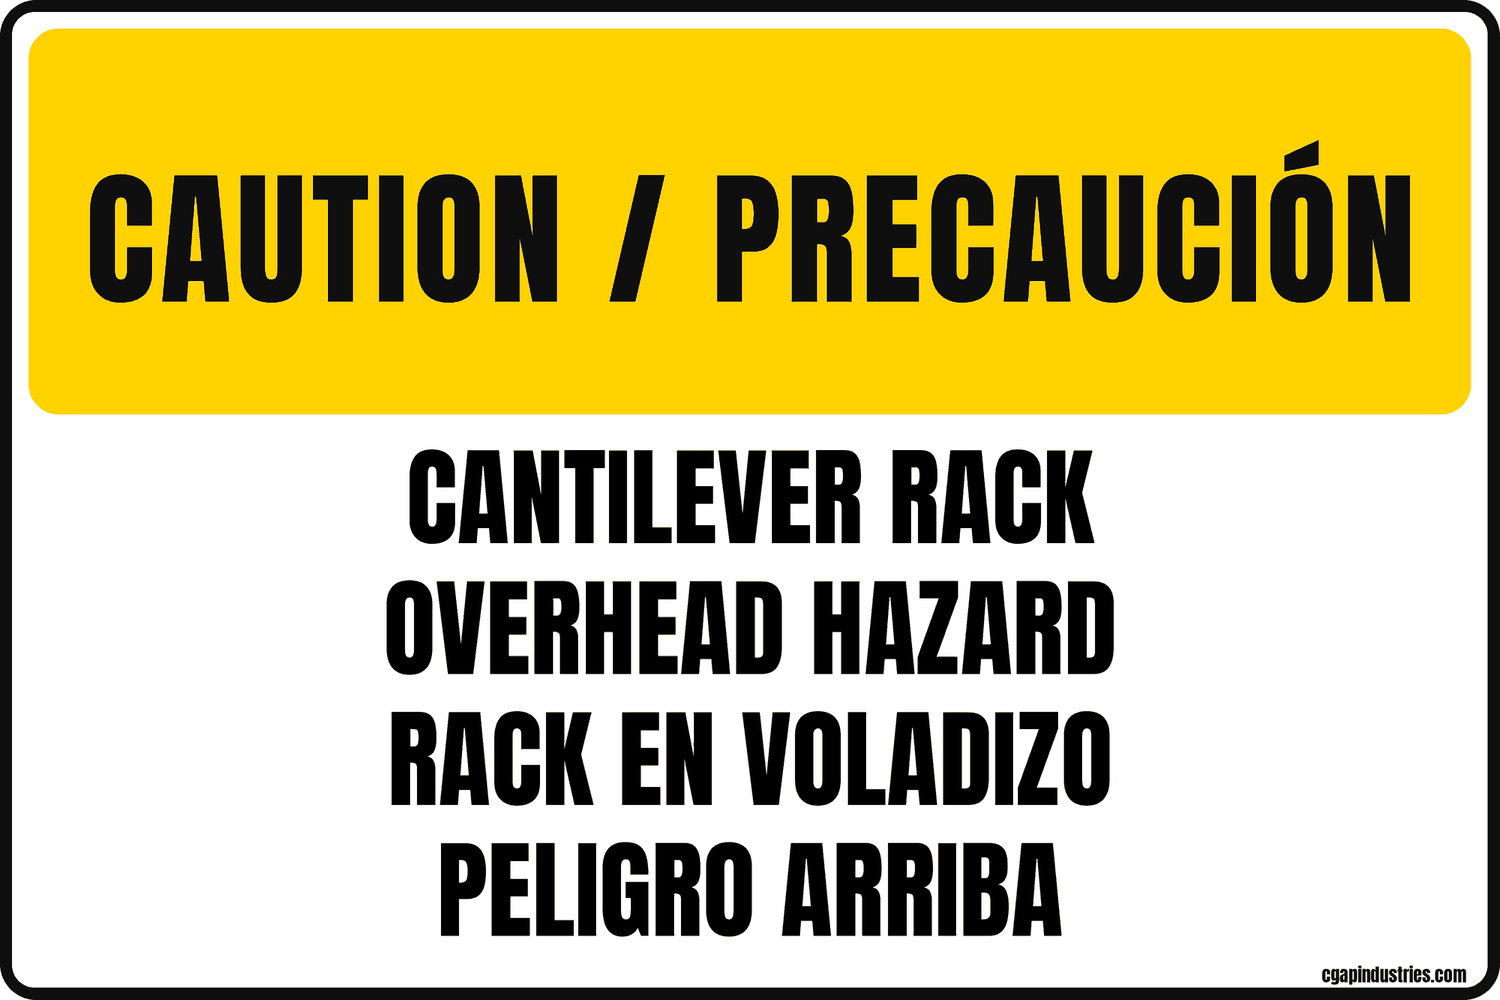 CAUTION / PRECAUCIÓN
CANTILEVER RACK
OVERHEAD HAZARD
RACK EN VOLADIZO
PELIGRO ARRIBA
cgapindustries.com